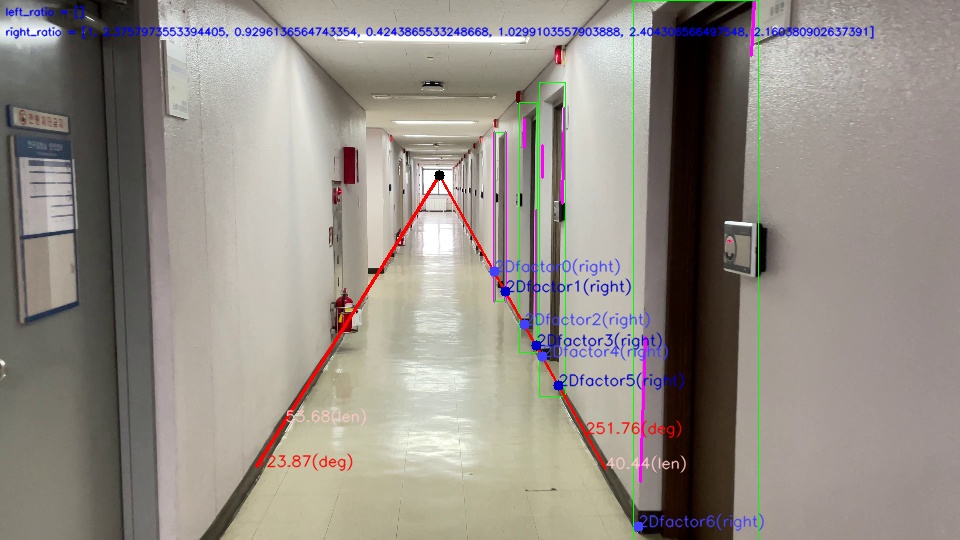 left_ratio = []
right_ratio = [1, 2.3757973553394405, 0.9296136564743354, 0.4243865533248668, 1.0299103557903888, 2.404308566497548, 2.160380902637391]
2Dfactor0(right)
2Dfactor1(right)
2Dfactor2(right)
2Dfactor3(right)
2Dfactor4(right)
2Dfactor5(right)
53.68(len)
251.76(deg)
23.87(deg)
40.44(len)
2Dfactor6(right)